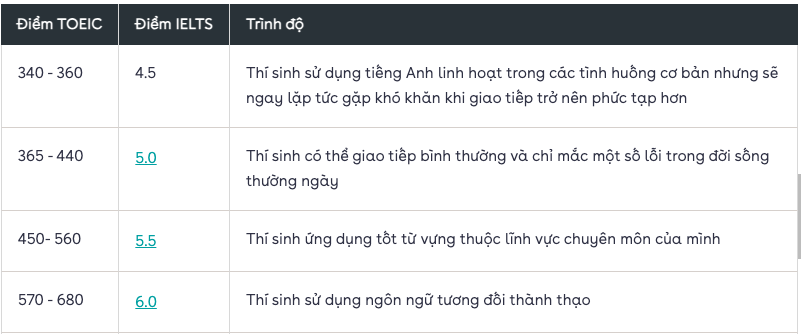 Điểm TOEIC Điểm IELTS Trình độ
340 - 360 4.5 Thí sinh sử dụng tiếng Anh linh hoạt trong các tình huống cơ bản nhưng sẽ
ngay lặp tức gặp khó khăn khi giao tiếp trở nên phức tạp hơn
365 - 440 5.0 Thí sinh có thể giao tiếp bình thường và chỉ mắc một số lỗi trong đời sống
thường ngày
450- 560 5.5 Thí sinh ứng dụng tốt từ vựng thuộc lĩnh vực chuyên môn của mình
570 - 680 6.0 Thí sinh sử dụng ngôn ngữ tương đối thành thạo